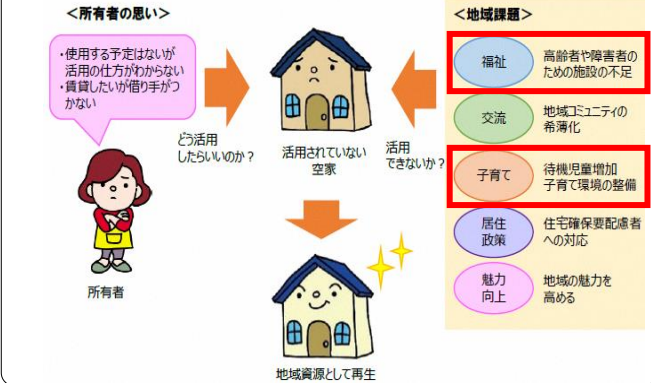 <所有者の思い>
・使用する予定はないが
活用の仕方がわからない
・賃貸したいが借り手がつ
かない
所有者
どう活用
したらいいのか?
活用されていない
空家
活用
できないか?
地域資源として再生
<地域課題>
福祉
高齢者や障害者の
ための施設の不足
交流
地域コミュニティの
希薄化
子育て
待機児童増加
子育て環境の整備
居住
政策
住宅確保要配慮者
への対応
魅力
向上
地域の魅力を
高める